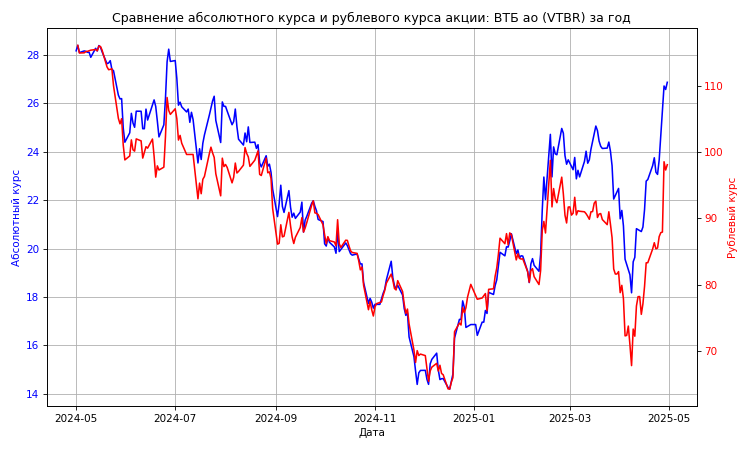 Сравнение абсолютного курса и рублевого курса акции: ВТБ ао (VTBR) за год
28
26
24
22
20
18
16
14
Абсолютный курс
110
100
90
80
70
Рублевый курс
2024-05 2024-07 2024-09 2024-11 2025-01 2025-03 2025-05
Дата